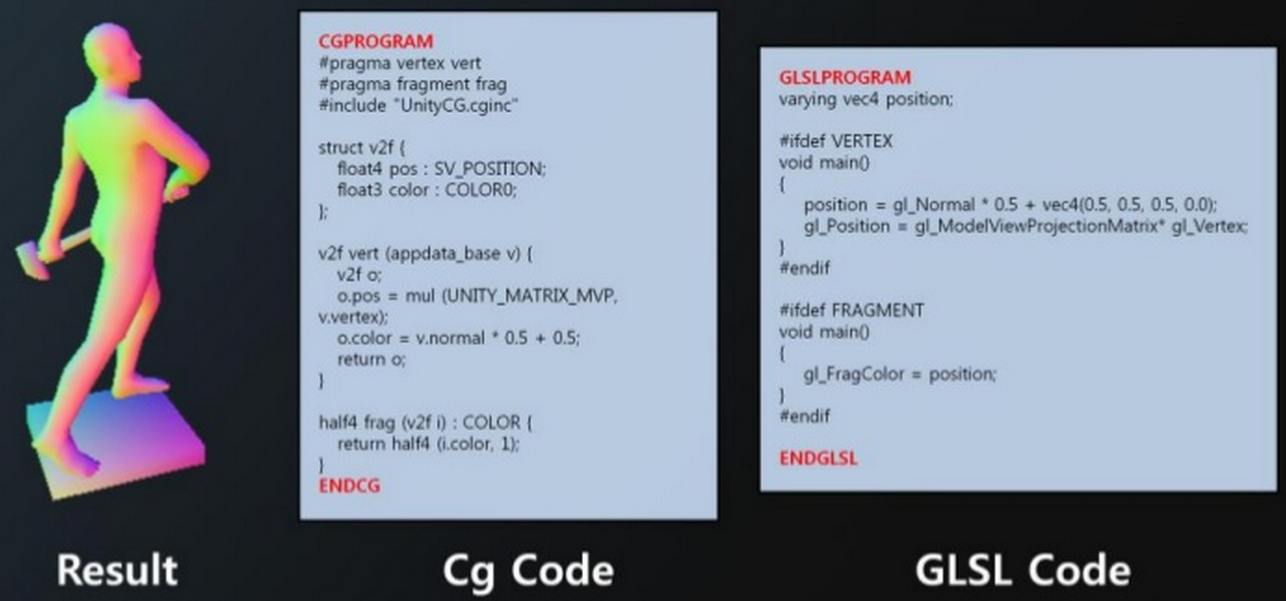 CGPROGRAM
#pragma vertex vert
#pragma fragment frag
#include "UnityCG.cginc"
struct v2f {
float4 pos : SV_POSITION;
float3 color : COLOR0;
};
v2f vert (appdata_base v) {
v2f o;
o.pos = mul (UNITY_MATRIX_MVP,
v.vertex);
o.color = v.normal * 0.5 + 0.5;
return o;
}
half4 frag (v2f i) : COLOR {
return half4 (i.color, 1);
}
ENDCG
GLSLPROGRAM
varying vec4 position;
#ifdef VERTEX
void main()
{
position = gl_Normal * 0.5 + vec4(0.5, 0.5, 0.5, 0.0);
gl_Position = gl_ModelViewProjectionMatrix* gl_Vertex;
}
#endif
#ifdef FRAGMENT
void main()
{
gl_FragColor = position;
}
#endif
ENDGLSL
Result
Cg Code
GLSL Code